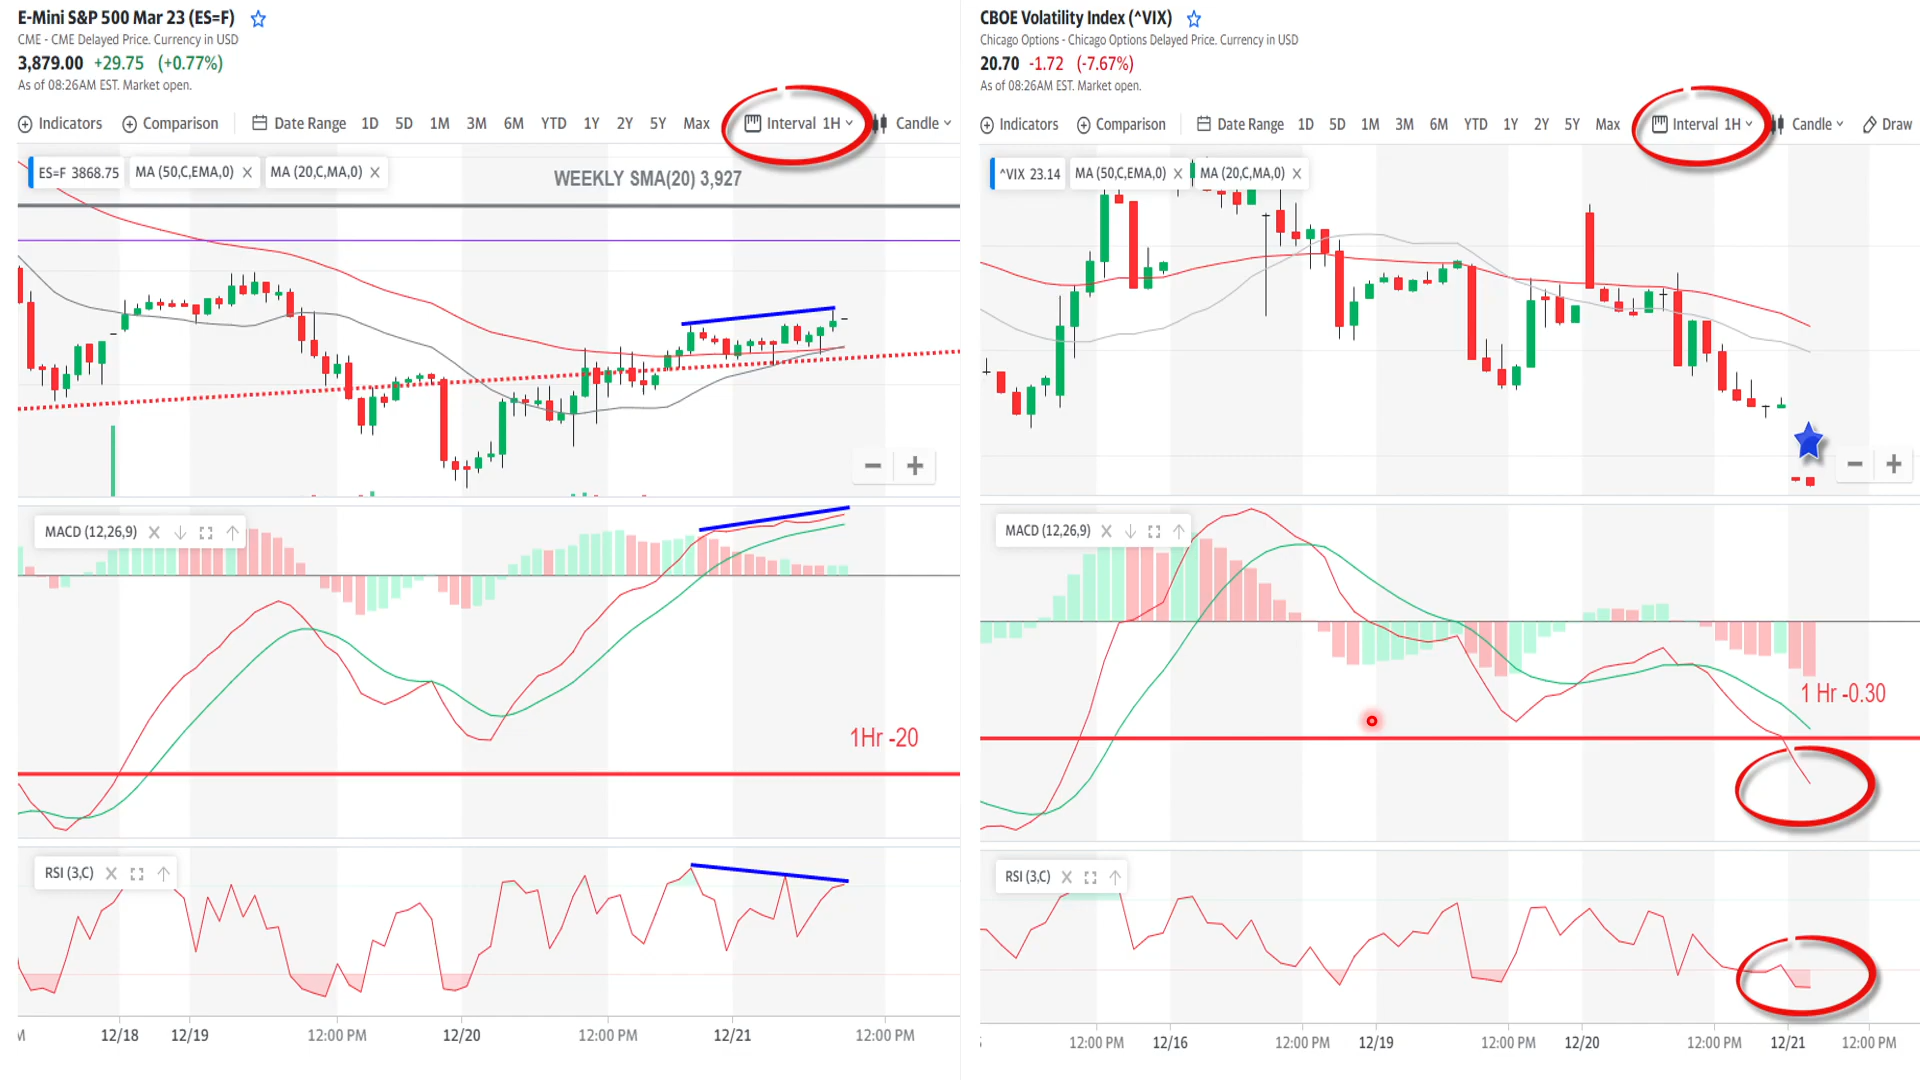 E-Mini S&P 500 Mar 23 (ES=F)
CME - CME Delayed Price. Currency in USD
3,879.00 +29.75 (+0.77%)
As of 08:26AM EST. Market open.
Indicators Comparison Date Range 1D 5D 1M 3M 6M YTD 1Y 2Y 5Y Max Interval 1H Candle
ES=F 3868.75 MA (50,C,EMA,0) X MA (20,C,MA,0) X
WEEKLY SMA(20) 3,927
MACD (12,26,9) X
1Hr -20
RSI (3,C) X
12/18 12/19 12:00 PM 12/20 12:00 PM 12/21 12:00 PM
CBOE Volatility Index (^VIX)
Chicago Options - Chicago Options Delayed Price. Currency in USD
20.70 -1.72 (-7.67%)
As of 08:26AM EST. Market open.
Indicators Comparison Date Range 1D 5D 1M 3M 6M YTD 1Y 2Y 5Y Max Interval 1H Candle Draw
^VIX 23.14 MA (50,C,EMA,0) X MA (20,C,MA,0) X
MACD (12,26,9) X
1 Hr -0.30
RSI (3,C) X
12:00 PM 12/16 12:00 PM 12/19 12:00 PM 12/20 12:00 PM 12/21 12:00 PM